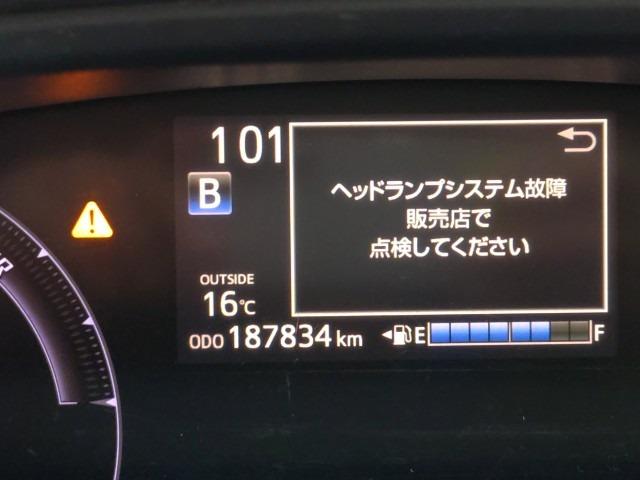 101
B
ヘッドランプシステム故障
販売店で
点検してください
OUTSIDE
16℃
ODO 187834 km
E F